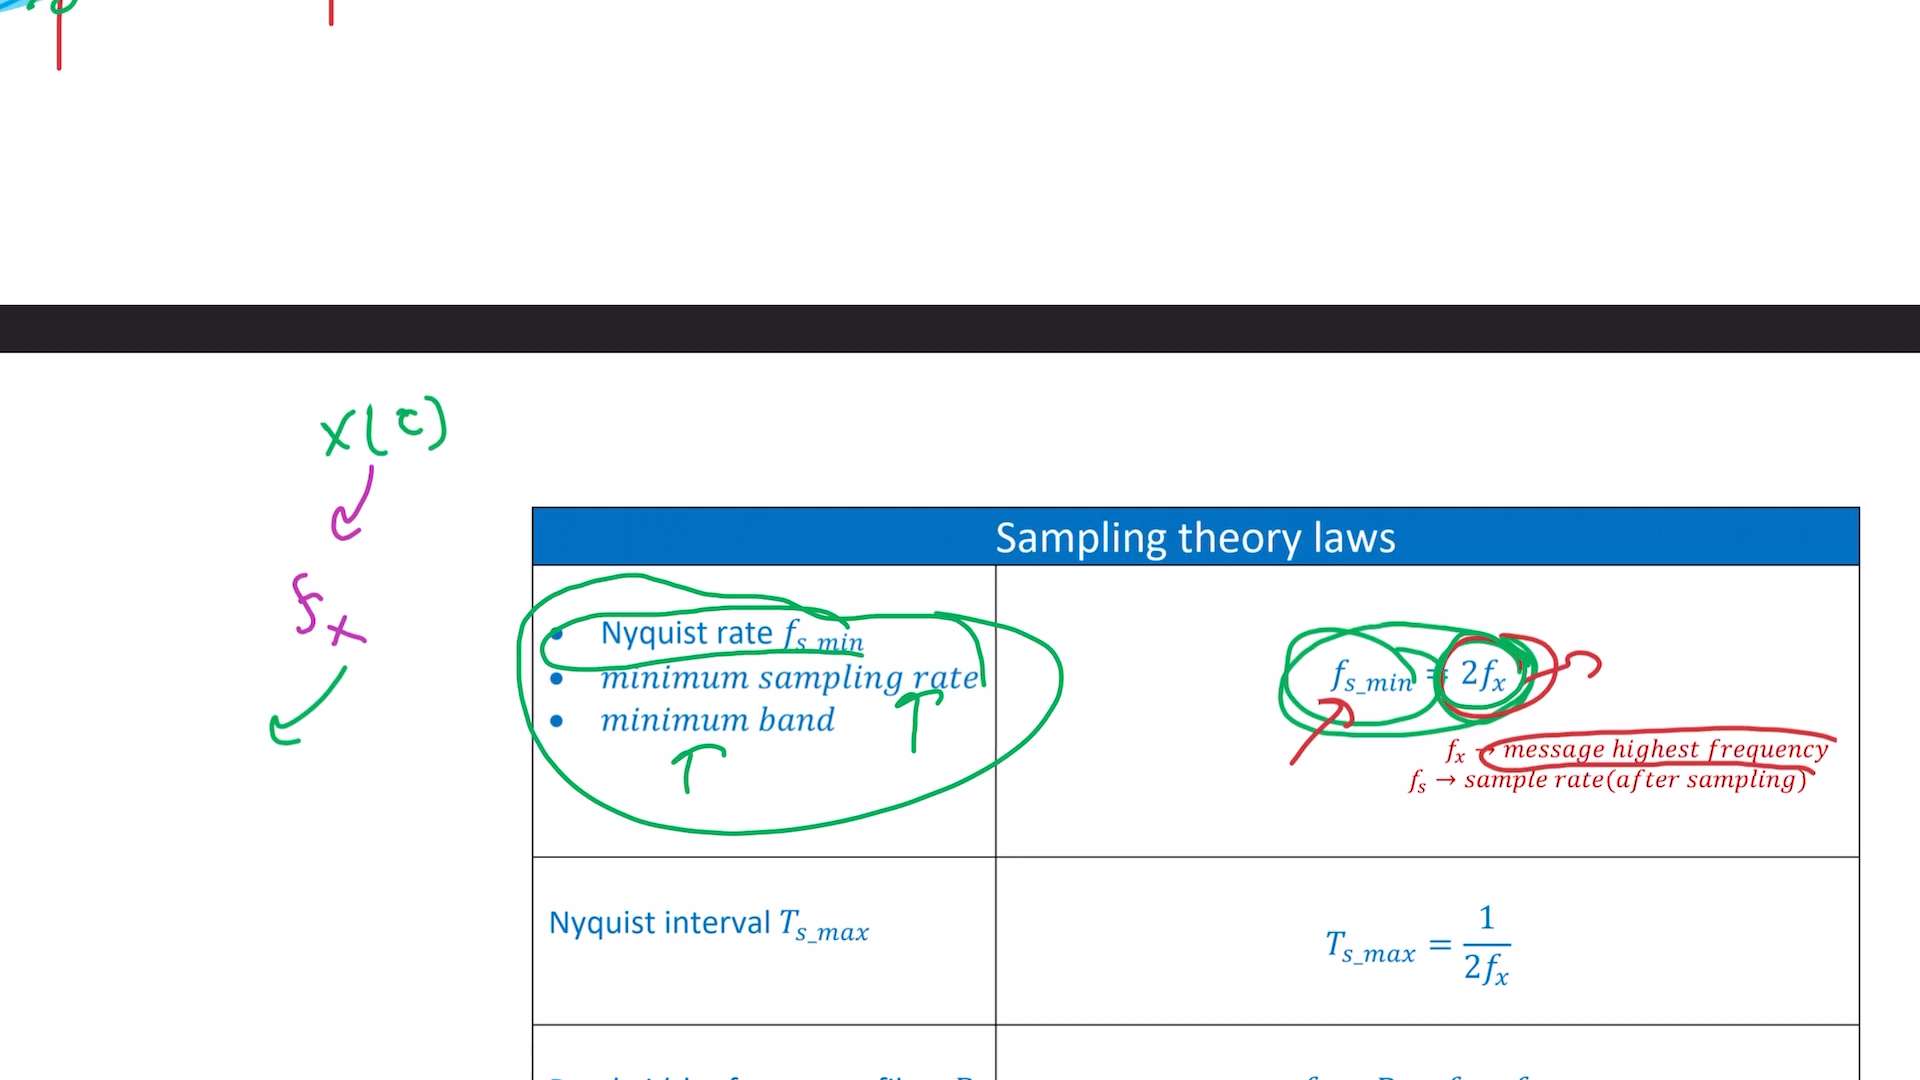 x(t)
fx
Sampling theory laws
• Nyquist rate fs_min
• minimum sampling rate
• minimum band
fs_min = 2fx
fx → message highest frequency
fs → sample rate(after sampling)
Nyquist interval Ts_max
Ts_max = 1/2fx